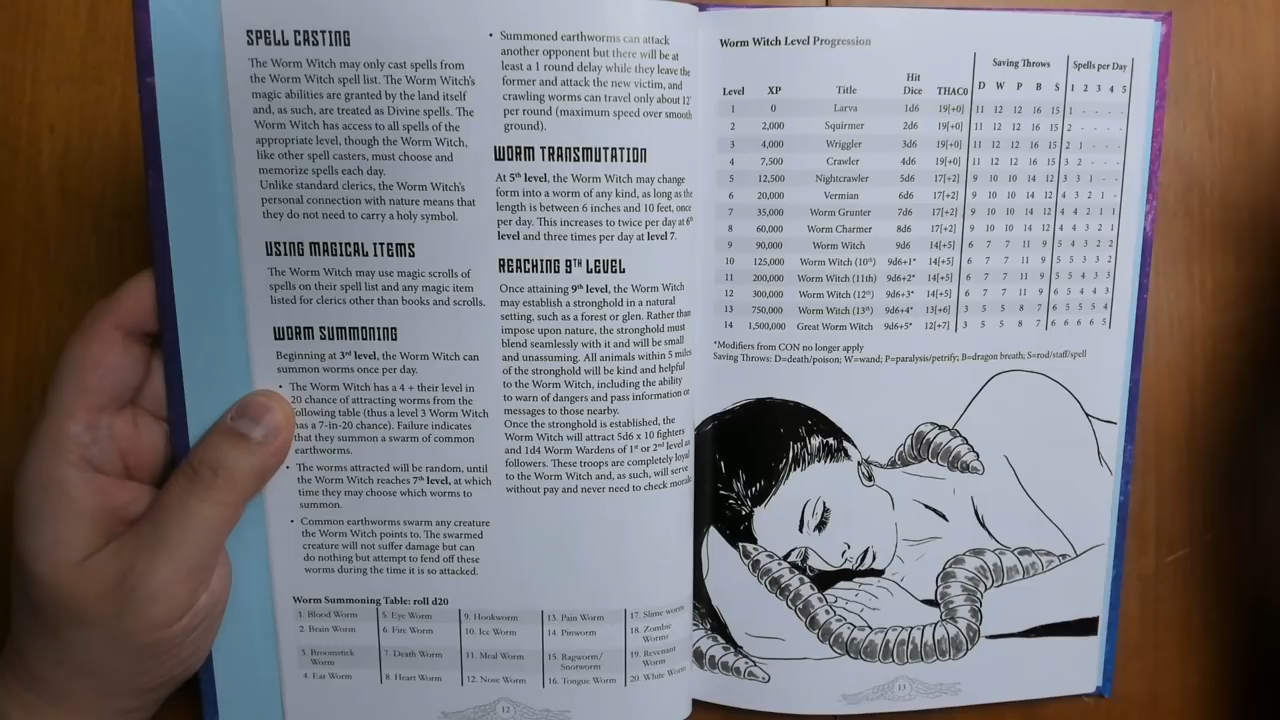 SPELL CASTING
The Worm Witch may only cast spells from
the Worm Witch spell list. The Worm Witch's
magic abilities are granted by the land itself
and, as such, are treated as Divine spells. The
Worm Witch has access to all spells of the
appropriate level, though the Worm Witch,
like other spell casters, must choose and
memorize spells each day.
Unlike standard clerics, the Worm Witch's
personal connection with nature means that
they do not need to carry a holy symbol.
USING MAGICAL ITEMS
The Worm Witch may use magic scrolls of
spells on their spell list and any magic item
listed for clerics other than books and scrolls.
WORM SUMMONING
Beginning at 3rd level, the Worm Witch can
summon worms once per day.
• The Worm Witch has a 4 + their level in
20 chance of attracting worms from the
following table (thus a level 3 Worm Witch
has a 7-in-20 chance). Failure indicates
that they summon a swarm of common
earthworms.
• The worms attracted will be random, until
the Worm Witch reaches 7th level, at which
time they may choose which worms to
summon.
• Common earthworms swarm any creature
the Worm Witch points to. The swarmed
creature will not suffer damage but can
do nothing but attempt to fend off these
worms during the time it is so attacked.
• Summoned earthworms can attack
another opponent but there will be at
least a 1 round delay while they leave the
former and attack the new victim, and
crawling worms can travel only about 12'
per round (maximum speed over smooth
ground).
WORM TRANSMUTATION
At 5th level, the Worm Witch may change
form into a worm of any kind, as long as the
length is between 6 inches and 10 feet, once
per day. This increases to twice per day at 6th
level and three times per day at level 7.
REACHING 9TH LEVEL
Once attaining 9th level, the Worm Witch
may establish a stronghold in a natural
setting, such as a forest or glen. Rather than
impose upon nature, the stronghold must
blend seamlessly with it and will be small
and unassuming. All animals within 5 miles
of the stronghold will be kind and helpful
to the Worm Witch, including the ability
to warn of dangers and pass information or
messages to those nearby.
Once the stronghold is established, the
Worm Witch will attract 5d6 x 10 fighters
and 1d4 Worm Wardens of 1st or 2nd level as
followers. These troops are completely loyal
to the Worm Witch and, as such, will serve
without pay and never need to check morale.
Worm Summoning Table: roll d20
1. Blood Worm 5. Eye Worm 9. Hookworm 13. Pain Worm 17. Slime worm
2. Brain Worm 6. Fire Worm 10. Ice Worm 14. Pinworm 18. Zombie Worms
3. Broomstick Worm 7. Death Worm 11. Meal Worm 15. Ragworm/Snotworm 19. Revenant Worm
4. Ear Worm 8. Heart Worm 12. Nose Worm 16. Tongue Worm 20. White Worm
12
Worm Witch Level Progression
Saving Throws Spells per Day
Level XP Title Hit Dice THAC0 D W P B S 1 2 3 4 5
1 0 Larva 1d6 19[+0] 11 12 12 16 15 1 - - - -
2 2,000 Squirmer 2d6 19[+0] 11 12 12 16 15 2 - - - -
3 4,000 Wriggler 3d6 19[+0] 11 12 12 16 15 2 1 - - -
4 7,500 Crawler 4d6 19[+0] 11 12 12 16 15 3 2 - - -
5 12,500 Nightcrawler 5d6 17[+2] 9 10 10 14 12 3 3 1 - -
6 20,000 Vermian 6d6 17[+2] 9 10 10 14 12 4 3 2 1 -
7 35,000 Worm Grunter 7d6 17[+2] 9 10 10 14 12 4 4 2 1 1
8 60,000 Worm Charmer 8d6 17[+2] 9 10 10 14 12 4 4 3 2 1
9 90,000 Worm Witch 9d6 14[+5] 6 7 7 11 9 5 4 3 2 2
10 125,000 Worm Witch (10th) 9d6+1* 14[+5] 6 7 7 11 9 5 5 3 3 2
11 200,000 Worm Witch (11th) 9d6+2* 14[+5] 6 7 7 11 9 5 5 4 3 3
12 300,000 Worm Witch (12th) 9d6+3* 14[+5] 6 7 7 11 9 6 5 4 4 3
13 750,000 Worm Witch (13th) 9d6+4* 13[+6] 3 5 5 8 7 6 5 5 5 4
14 1,500,000 Great Worm Witch 9d6+5* 12[+7] 3 5 5 8 7 6 6 6 6 5
*Modifiers from CON no longer apply
Saving Throws: D=death/poison; W=wand; P=paralysis/petrify; B=dragon breath; S=rod/staff/spell
13